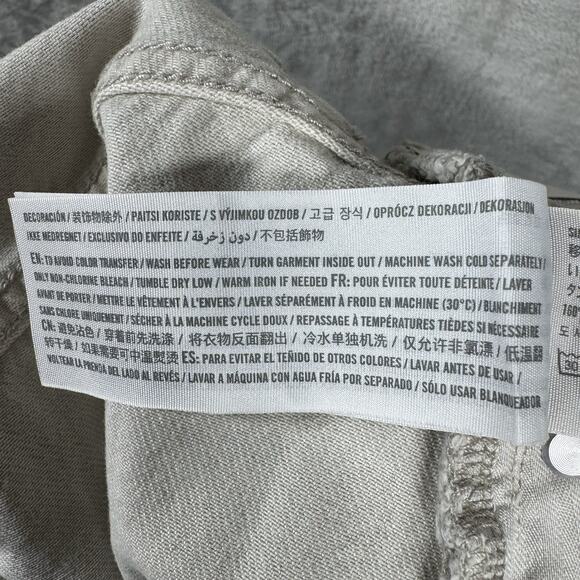 DECORACIÓN / 装饰物除外 / PAITSI KORISTE / S VÝJIMKOU OZDOB / 고급 장식 / OPRÓCZ DEKORACJI / DEKORASJON
IKKE MEDREGNET / EXCLUSIVO DO ENFEITE / دون زخرفة / 不包括飾物
EN: TO AVOID COLOR TRANSFER / WASH BEFORE WEAR / TURN GARMENT INSIDE OUT / MACHINE WASH COLD SEPARATELY /
ONLY NON-CHLORINE BLEACH / TUMBLE DRY LOW / WARM IRON IF NEEDED FR: POUR ÉVITER TOUTE DÉTEINTE / LAVER
AVANT DE PORTER / METTRE LE VÊTEMENT À L'ENVERS / LAVER SÉPARÉMENT À FROID EN MACHINE (30°C) / BLANCHIMENT
SANS CHLORE UNIQUEMENT / SÉCHER À LA MACHINE CYCLE DOUX / REPASSAGE À TEMPÉRATURES TIÈDES SI NÉCESSAIRE
CN: 避免沾色 / 穿着前先洗涤 / 将衣物反面翻出 / 冷水单独机洗 / 仅允许非氯漂 / 低温翻
转干燥 / 如果需要可中温熨烫 ES: PARA EVITAR EL TEÑIDO DE OTROS COLORES / LAVAR ANTES DE USAR /
VOLTEAR LA PRENDA DEL LADO AL REVÉS / LAVAR A MÁQUINA CON AGUA FRÍA POR SEPARADO / SÓLO USAR BLANQUEADOR
30